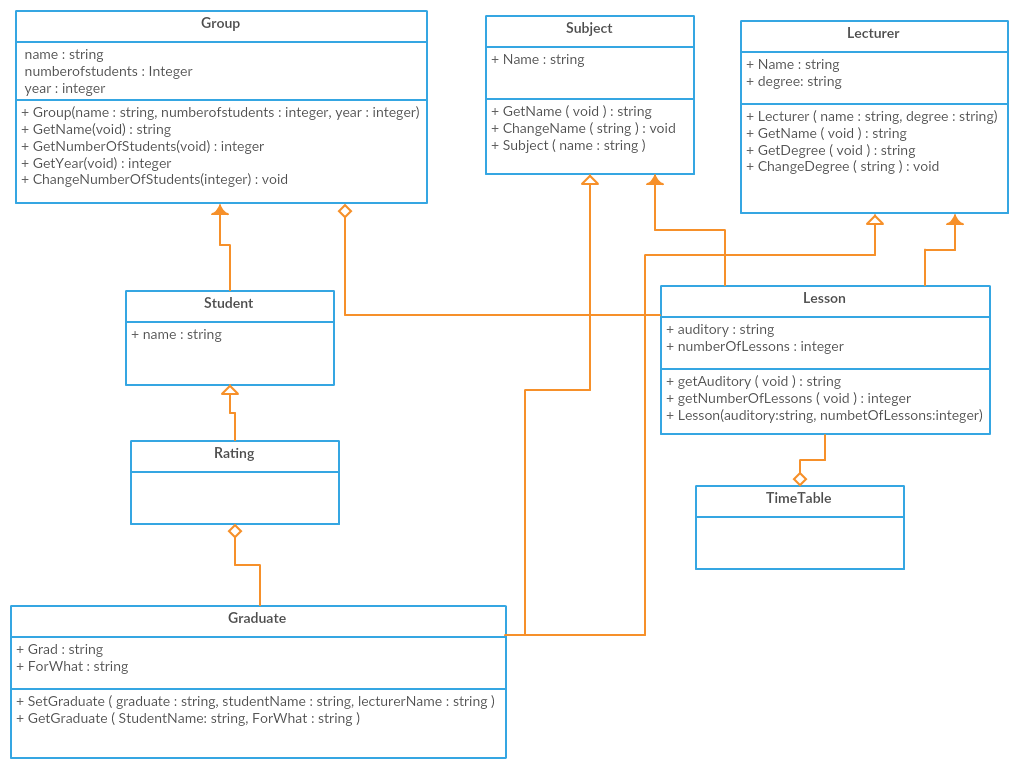 Group
name : string
numberofstudents : Integer
year : integer
+ Group(name : string, numberofstudents : integer, year : integer)
+ GetName(void) : string
+ GetNumberOfStudents(void) : integer
+ GetYear(void) : integer
+ ChangeNumberOfStudents(integer) : void
Subject
+ Name : string
+ GetName ( void ) : string
+ ChangeName ( string ) : void
+ Subject ( name : string )
Lecturer
+ Name : string
+ degree: string
+ Lecturer ( name : string, degree : string)
+ GetName ( void ) : string
+ GetDegree ( void ) : string
+ ChangeDegree ( string ) : void
Student
+ name : string
Lesson
+ auditory : string
+ numberOfLessons : integer
+ getAuditory ( void ) : string
+ getNumberOfLessons ( void ) : integer
+ Lesson(auditory:string, numbetOfLessons:integer)
Rating
TimeTable
Graduate
+ Grad : string
+ ForWhat : string
+ SetGraduate ( graduate : string, studentName : string, lecturerName : string )
+ GetGraduate ( StudentName: string, ForWhat : string )